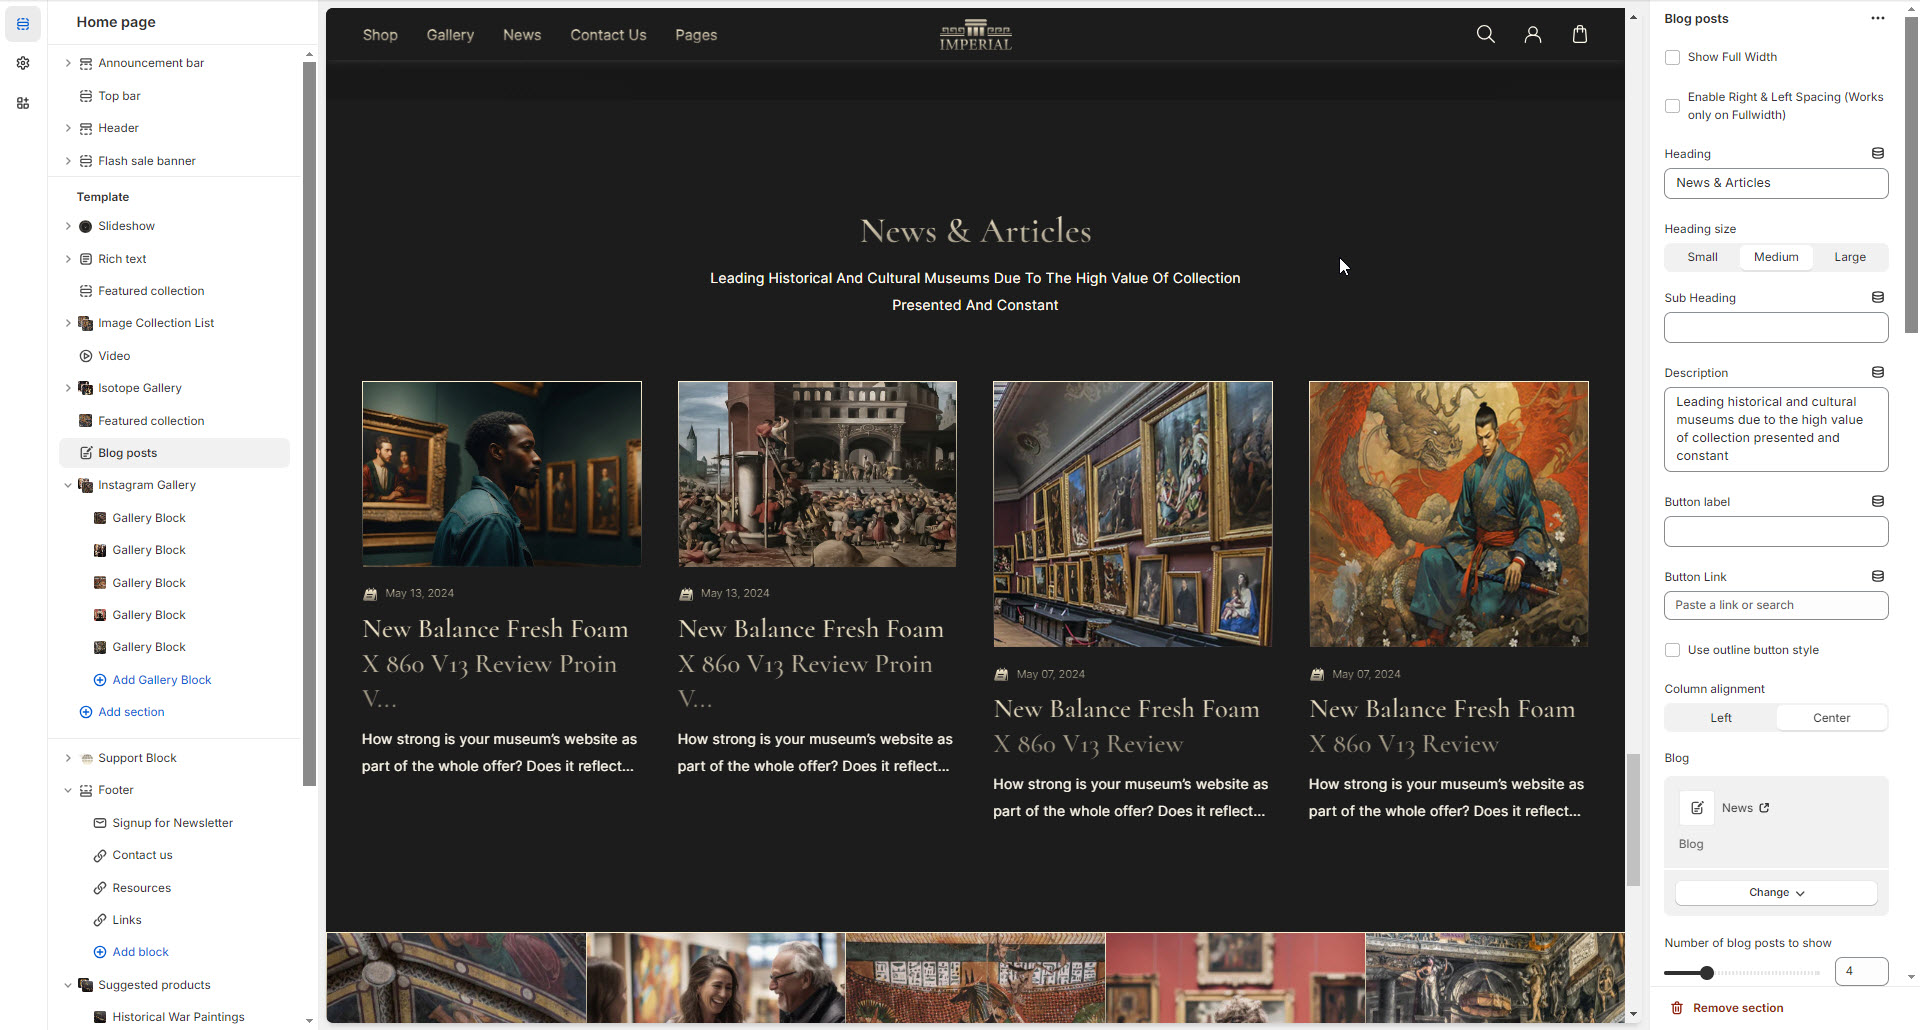 Home page
Announcement bar
Top bar
Header
Flash sale banner
Template
Slideshow
Rich text
Featured collection
Image Collection List
Video
Isotope Gallery
Featured collection
Blog posts
Instagram Gallery
Gallery Block
Gallery Block
Gallery Block
Gallery Block
Gallery Block
Add Gallery Block
Add section
Support Block
Footer
Signup for Newsletter
Contact us
Resources
Links
Add block
Suggested products
Historical War Paintings
Shop Gallery News Contact Us Pages
IMPERIAL
News & Articles
Leading Historical And Cultural Museums Due To The High Value Of Collection
Presented And Constant
May 13, 2024
New Balance Fresh Foam
X 860 V13 Review Proin
V...
How strong is your museum's website as
part of the whole offer? Does it reflect...
May 13, 2024
New Balance Fresh Foam
X 860 V13 Review Proin
V...
How strong is your museum's website as
part of the whole offer? Does it reflect...
May 07, 2024
New Balance Fresh Foam
X 860 V13 Review
How strong is your museum's website as
part of the whole offer? Does it reflect...
May 07, 2024
New Balance Fresh Foam
X 860 V13 Review
How strong is your museum's website as
part of the whole offer? Does it reflect...
Blog posts
Show Full Width
Enable Right & Left Spacing (Works
only on Fullwidth)
Heading
News & Articles
Heading size
Small Medium Large
Sub Heading
Description
Leading historical and cultural
museums due to the high value
of collection presented and
constant
Button label
Button Link
Paste a link or search
Use outline button style
Column alignment
Left Center
Blog
News
Blog
Change
Number of blog posts to show
4
Remove section